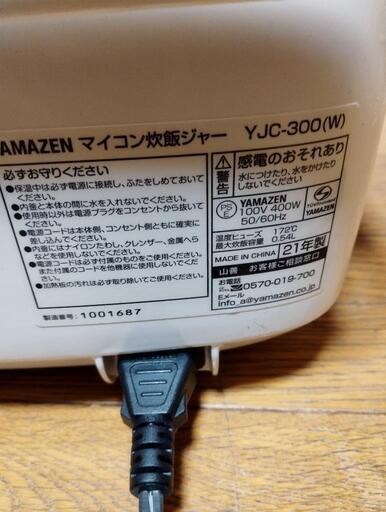 YAMAZEN マイコン炊飯ジャー YJC-300(W)
必ずお守りください
●保温中は必ず電源に接続し、ふたをしめておいてください。
●内釜と本体の間に水を入れないでください。
●使用時以外は電源プラグをコンセントから抜いてください。
●電源コードは本体側、コンセント側ともに確実に差し込んでください。
●内釜にはナイロンたわし、クレンザー、金属へらなどを使用しないでください。
●電源コードは必ず付属のものをご使用ください。また付属のコードを他機器に使用しないでください。
●加熱板の汚れは必ず取り除いてご使用ください。
製造番号: 1001687
警告
感電のおそれあり
水につけたり、水をかけたりしないでください
PS
E
YAMAZEN
100V 400W
50/60Hz
YAMAZEN
温度ヒューズ 172℃
最大炊飯容量 0.54L
MADE IN CHINA
21年製
山善 お客様ご相談窓口
お電話
0570-019-700
Eメール
info_a@yamazen.co.jp